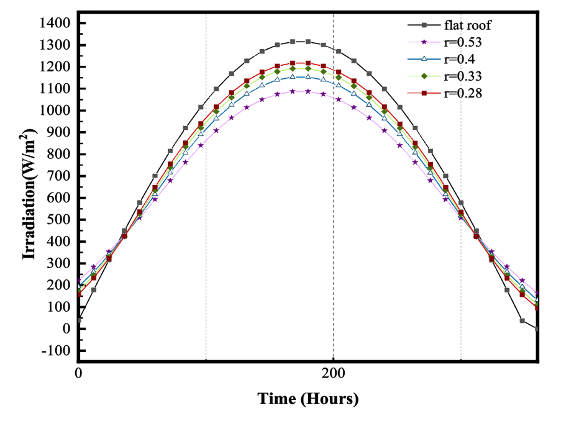 1400
1300
1200
1100
1000
900
800
700
600
500
400
300
200
100
0
-100
Irradiation(W/m²)
flat roof
r=0.53
r=0.4
r=0.33
r=0.28
0
200
Time (Hours)